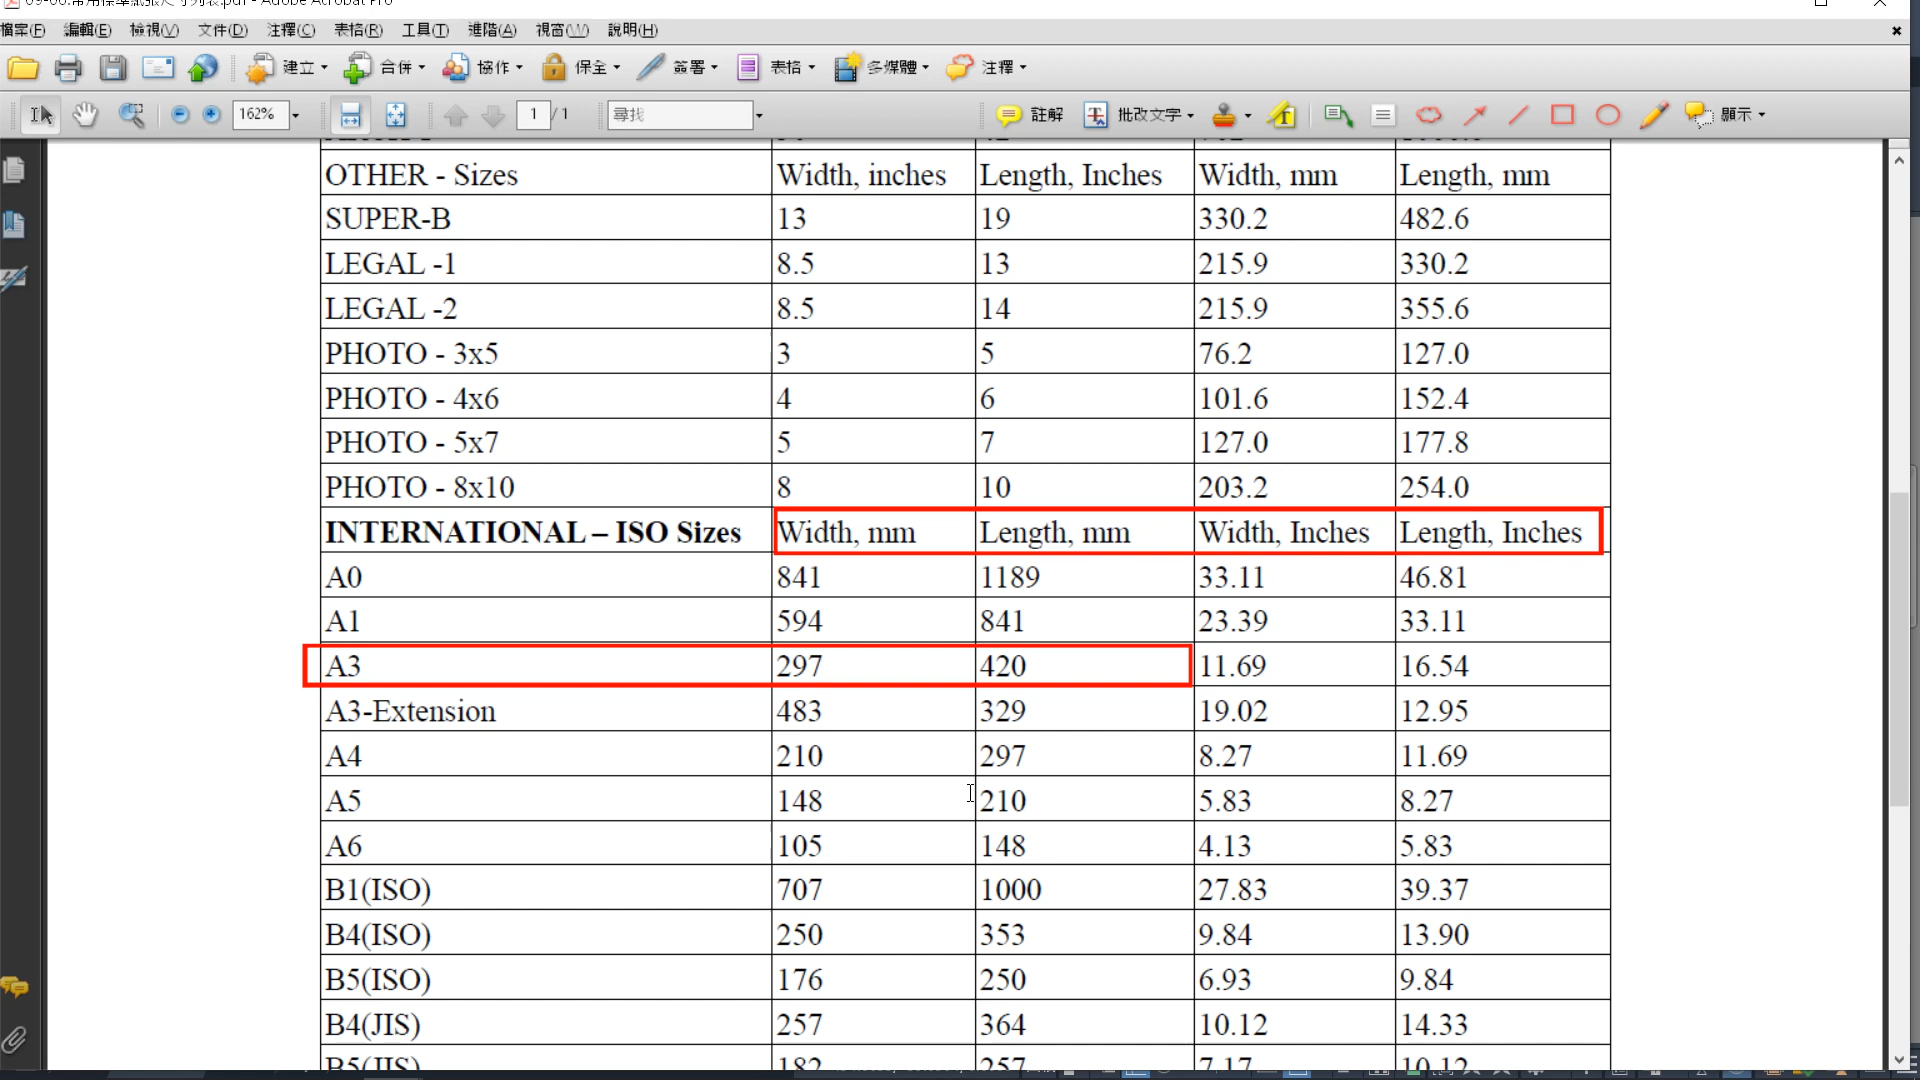 檔案(F) 編輯(E) 檢視(V) 文件(D) 注釋(C) 表格(R) 工具(T) 進階(A) 視窗(W) 說明(H)
建立 合併 協作 保全 簽署 表格 多媒體 注釋
162% 1 / 1 尋找 註解 批改文字 顯示
OTHER - Sizes Width, inches Length, Inches Width, mm Length, mm
SUPER-B 13 19 330.2 482.6
LEGAL -1 8.5 13 215.9 330.2
LEGAL -2 8.5 14 215.9 355.6
PHOTO - 3x5 3 5 76.2 127.0
PHOTO - 4x6 4 6 101.6 152.4
PHOTO - 5x7 5 7 127.0 177.8
PHOTO - 8x10 8 10 203.2 254.0
INTERNATIONAL – ISO Sizes Width, mm Length, mm Width, Inches Length, Inches
A0 841 1189 33.11 46.81
A1 594 841 23.39 33.11
A3 297 420 11.69 16.54
A3-Extension 483 329 19.02 12.95
A4 210 297 8.27 11.69
A5 148 210 5.83 8.27
A6 105 148 4.13 5.83
B1(ISO) 707 1000 27.83 39.37
B4(ISO) 250 353 9.84 13.90
B5(ISO) 176 250 6.93 9.84
B4(JIS) 257 364 10.12 14.33
B5(JIS) 182 257 7.17 10.12